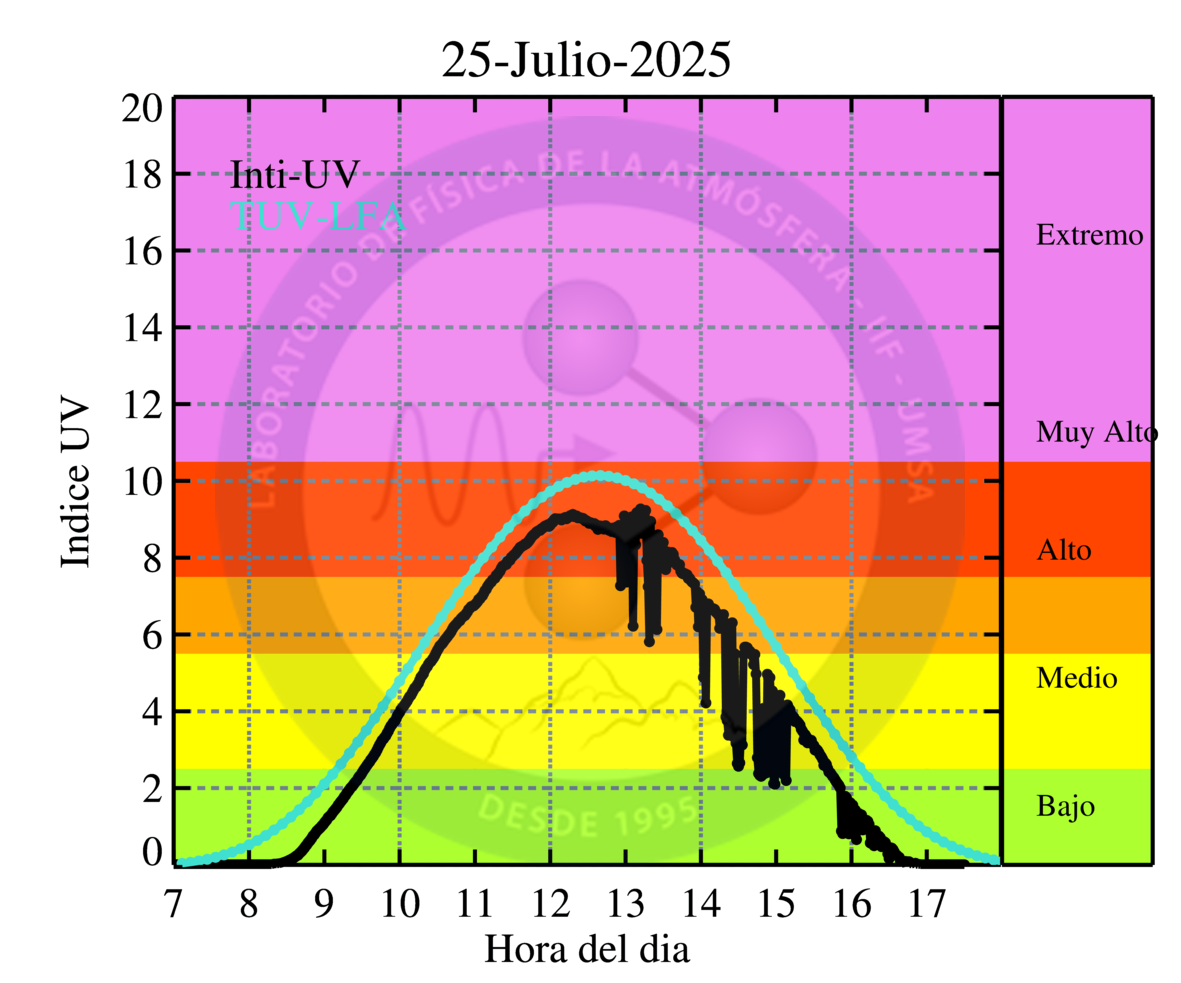 25-Julio-2025
20
18
16
14
12
10
8
6
4
2
0
Indice UV
Inti-UV
TUV-LFA
LABORATORIO DE FÍSICA DE LA ATMÓSFERA - IIF - UMSA
DESDE 1995
Extremo
Muy Alto
Alto
Medio
Bajo
7 8 9 10 11 12 13 14 15 16 17
Hora del dia